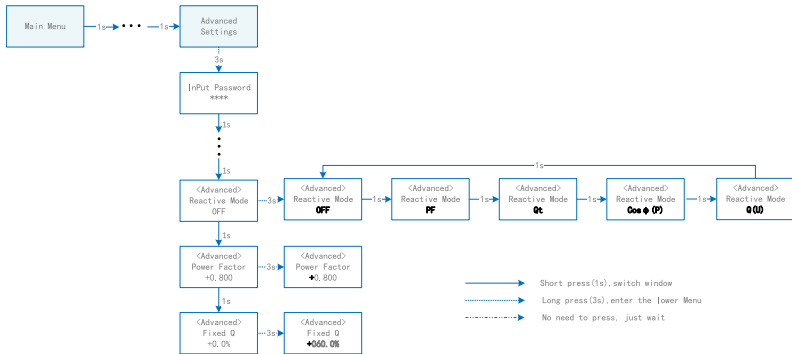 Main Menu
1s
1s
Advanced
Settings
3s
InPut Password
****
1s
1s
1s
<Advanced>
Reactive Mode
OFF
3s
<Advanced>
Reactive Mode
OFF
1s
<Advanced>
Reactive Mode
PF
1s
<Advanced>
Reactive Mode
Qt
1s
<Advanced>
Reactive Mode
Cosϕ(P)
1s
<Advanced>
Reactive Mode
Q(U)
1s
<Advanced>
Power Factor
+0.800
3s
<Advanced>
Power Factor
+0.800
1s
<Advanced>
Fixed Q
+0.0%
3s
<Advanced>
Fixed Q
+060.0%
Short press(1s), switch window
Long press(3s), enter the lower Menu
No need to press, just wait